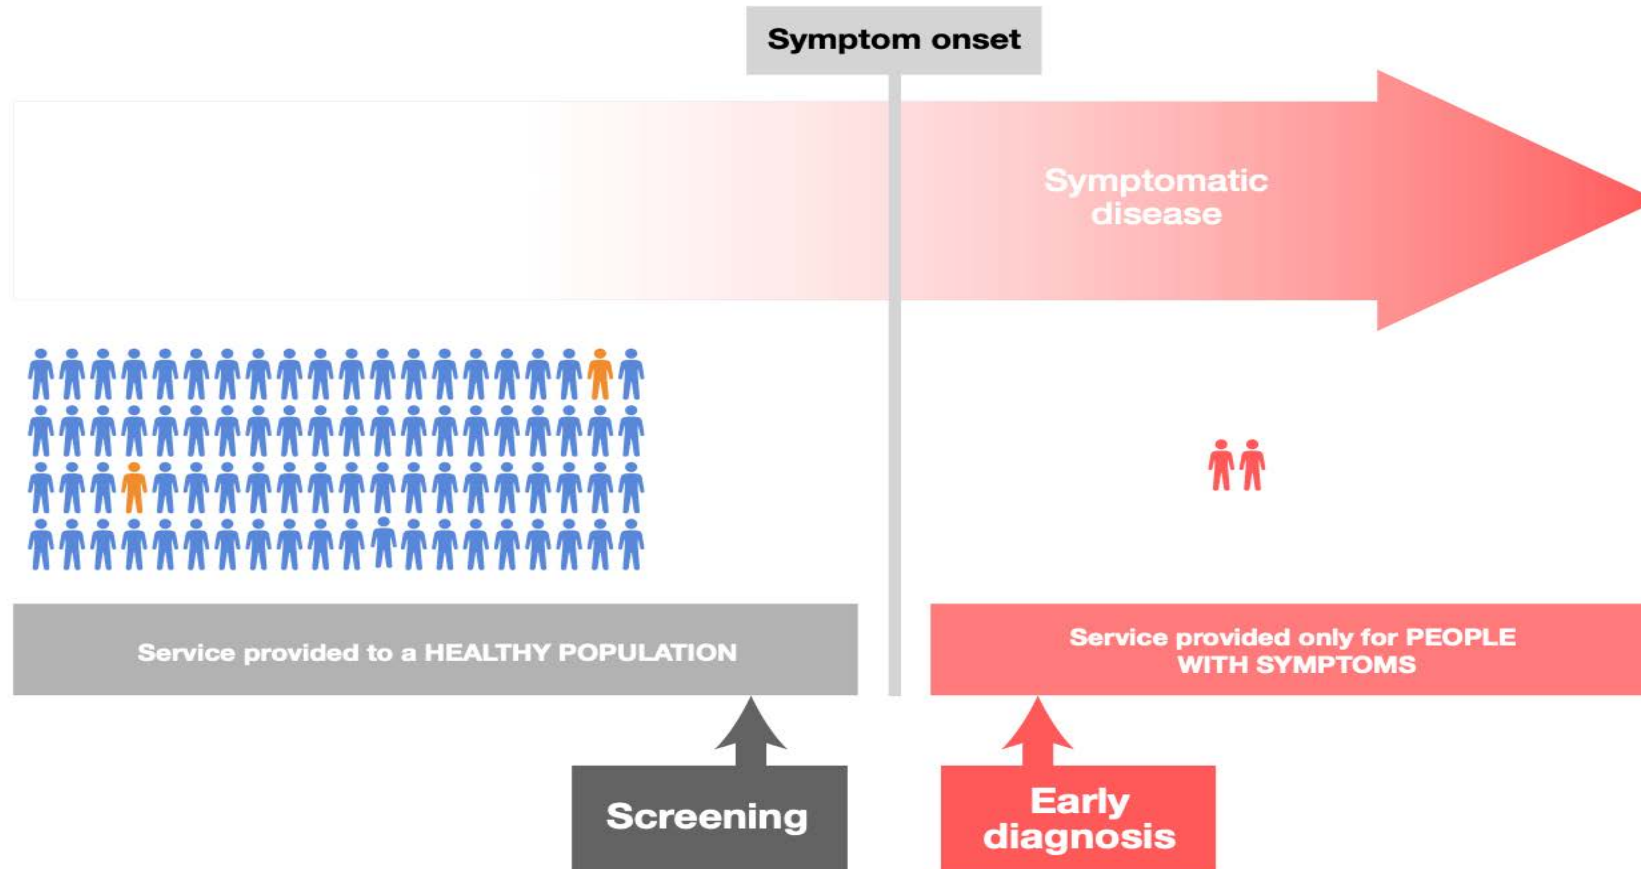 Symptom onset
Symptomatic
disease
Service provided to a HEALTHY POPULATION
Service provided only for PEOPLE
WITH SYMPTOMS
Screening
Early
diagnosis